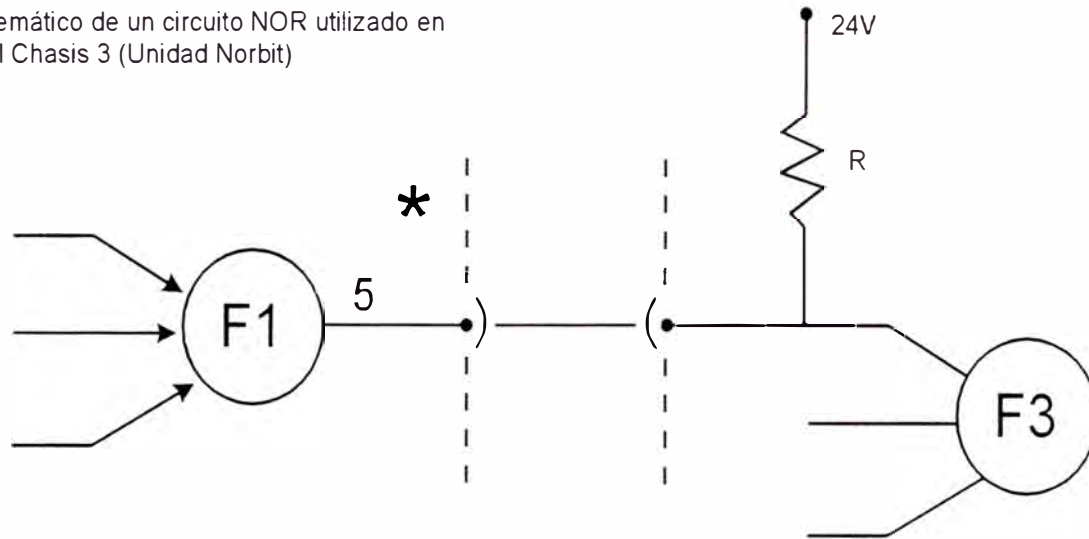 emático de un circuito NOR utilizado en
l Chasis 3 (Unidad Norbit)
24V
R
*
5
F1
F3